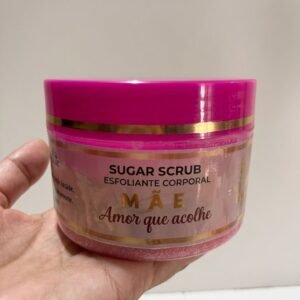 SUGAR SCRUB
ESFOLIANTE CORPORAL
MÃE
Amor que acolhe